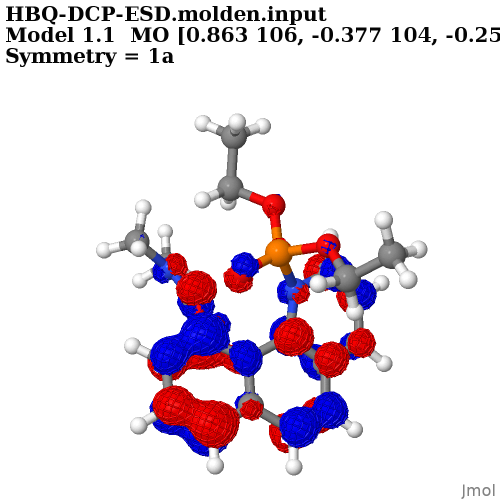 HBQ-DCP-ESD.molden.input
Model 1.1  MO [0.863 106, -0.377 104, -0.25
Symmetry = 1a
Jmol